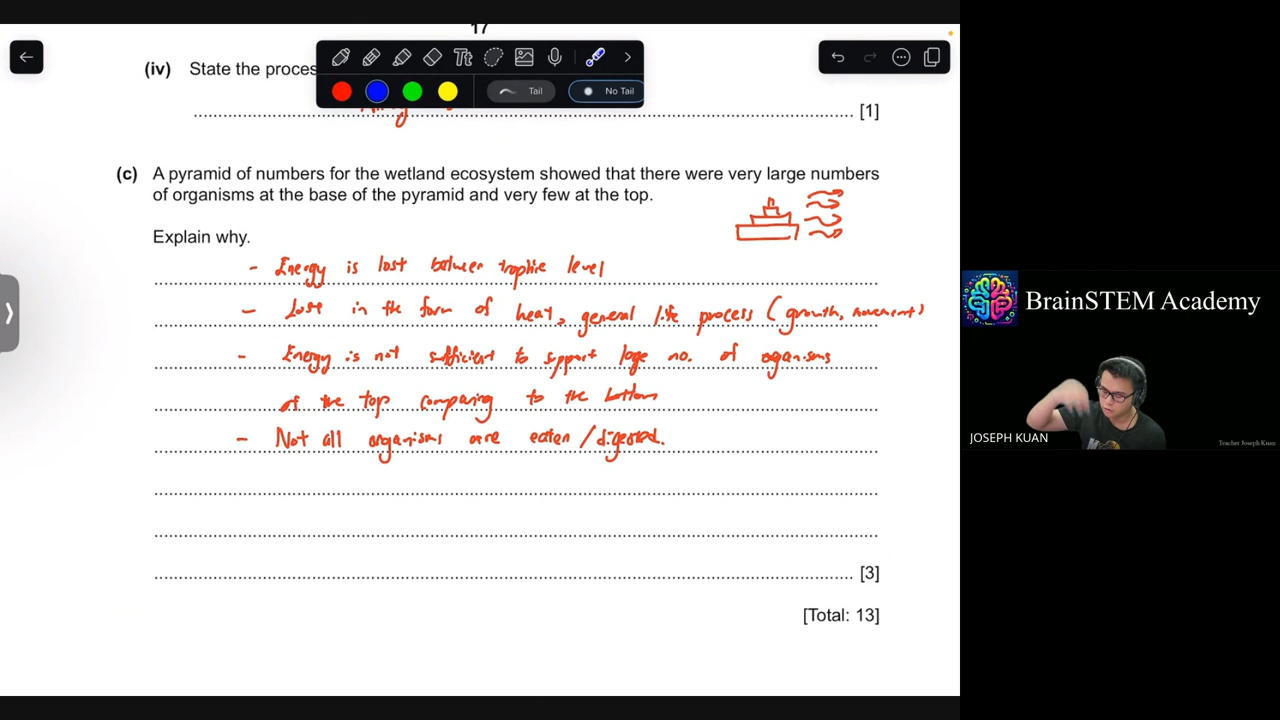 17
(iv) State the proces
Tt
Tail
No Tail
[1]
(c) A pyramid of numbers for the wetland ecosystem showed that there were very large numbers
of organisms at the base of the pyramid and very few at the top.
Explain why.
- Energy is lost between trophic level
- Loss in the form of heat, general life process (growth, movement)
- Energy is not sufficient to support large no. of organisms
at the top comparing to the bottom
- Not all organisms are eaten / digested.
[3]
[Total: 13]
BrainSTEM Academy
JOSEPH KUAN
Teacher Joseph Kuan